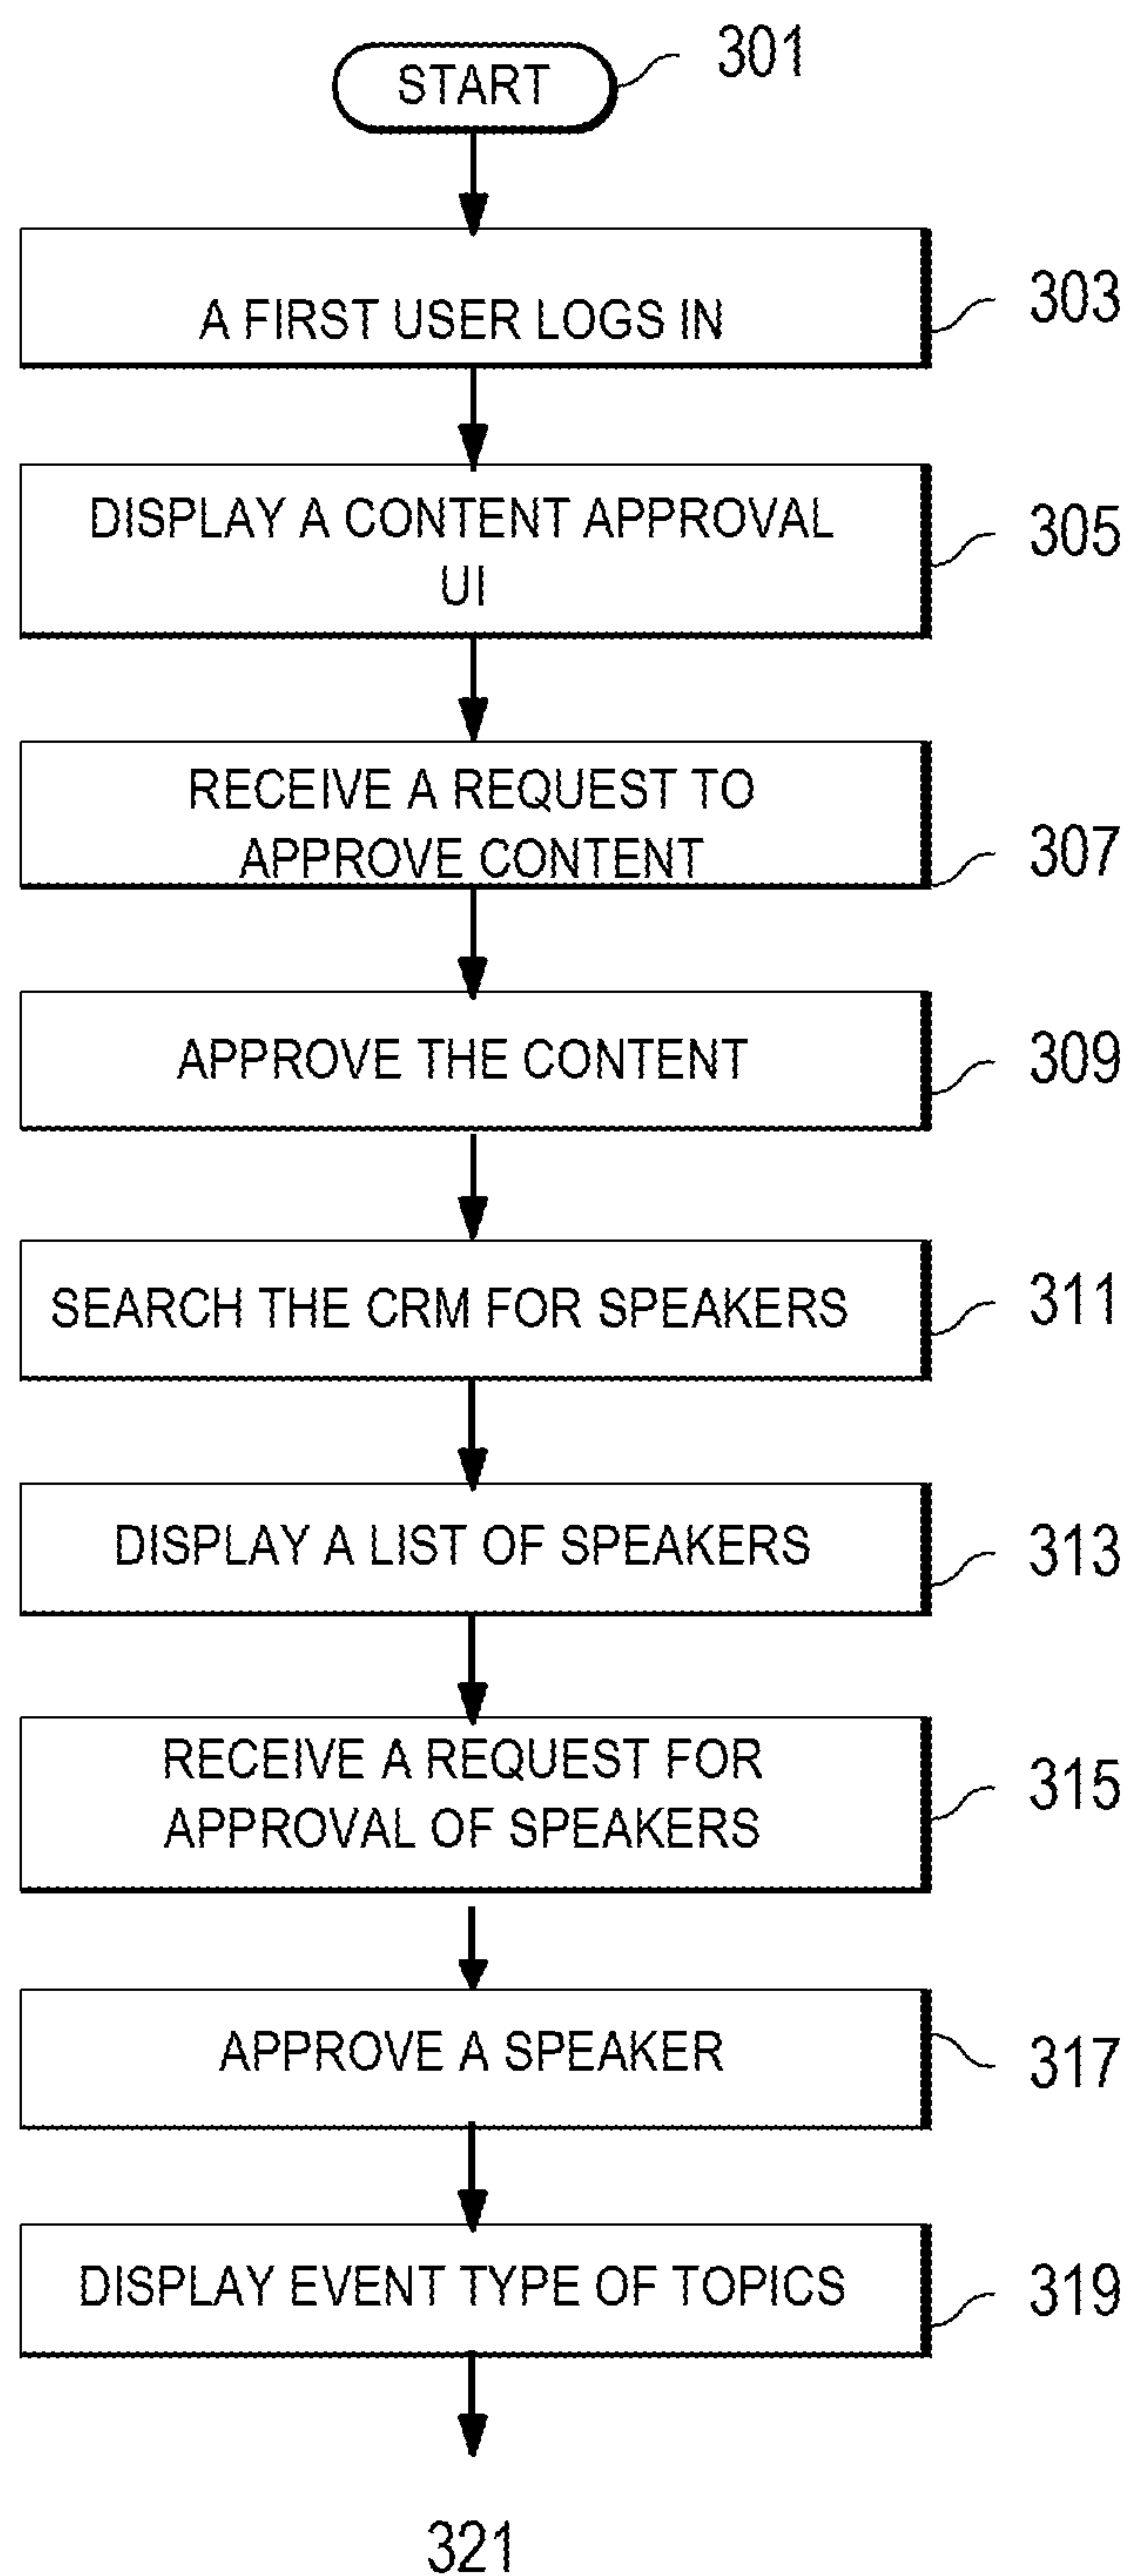 START
301
A FIRST USER LOGS IN
303
DISPLAY A CONTENT APPROVAL
UI
305
RECEIVE A REQUEST TO
APPROVE CONTENT
307
APPROVE THE CONTENT
309
SEARCH THE CRM FOR SPEAKERS
311
DISPLAY A LIST OF SPEAKERS
313
RECEIVE A REQUEST FOR
APPROVAL OF SPEAKERS
315
APPROVE A SPEAKER
317
DISPLAY EVENT TYPE OF TOPICS
319
321